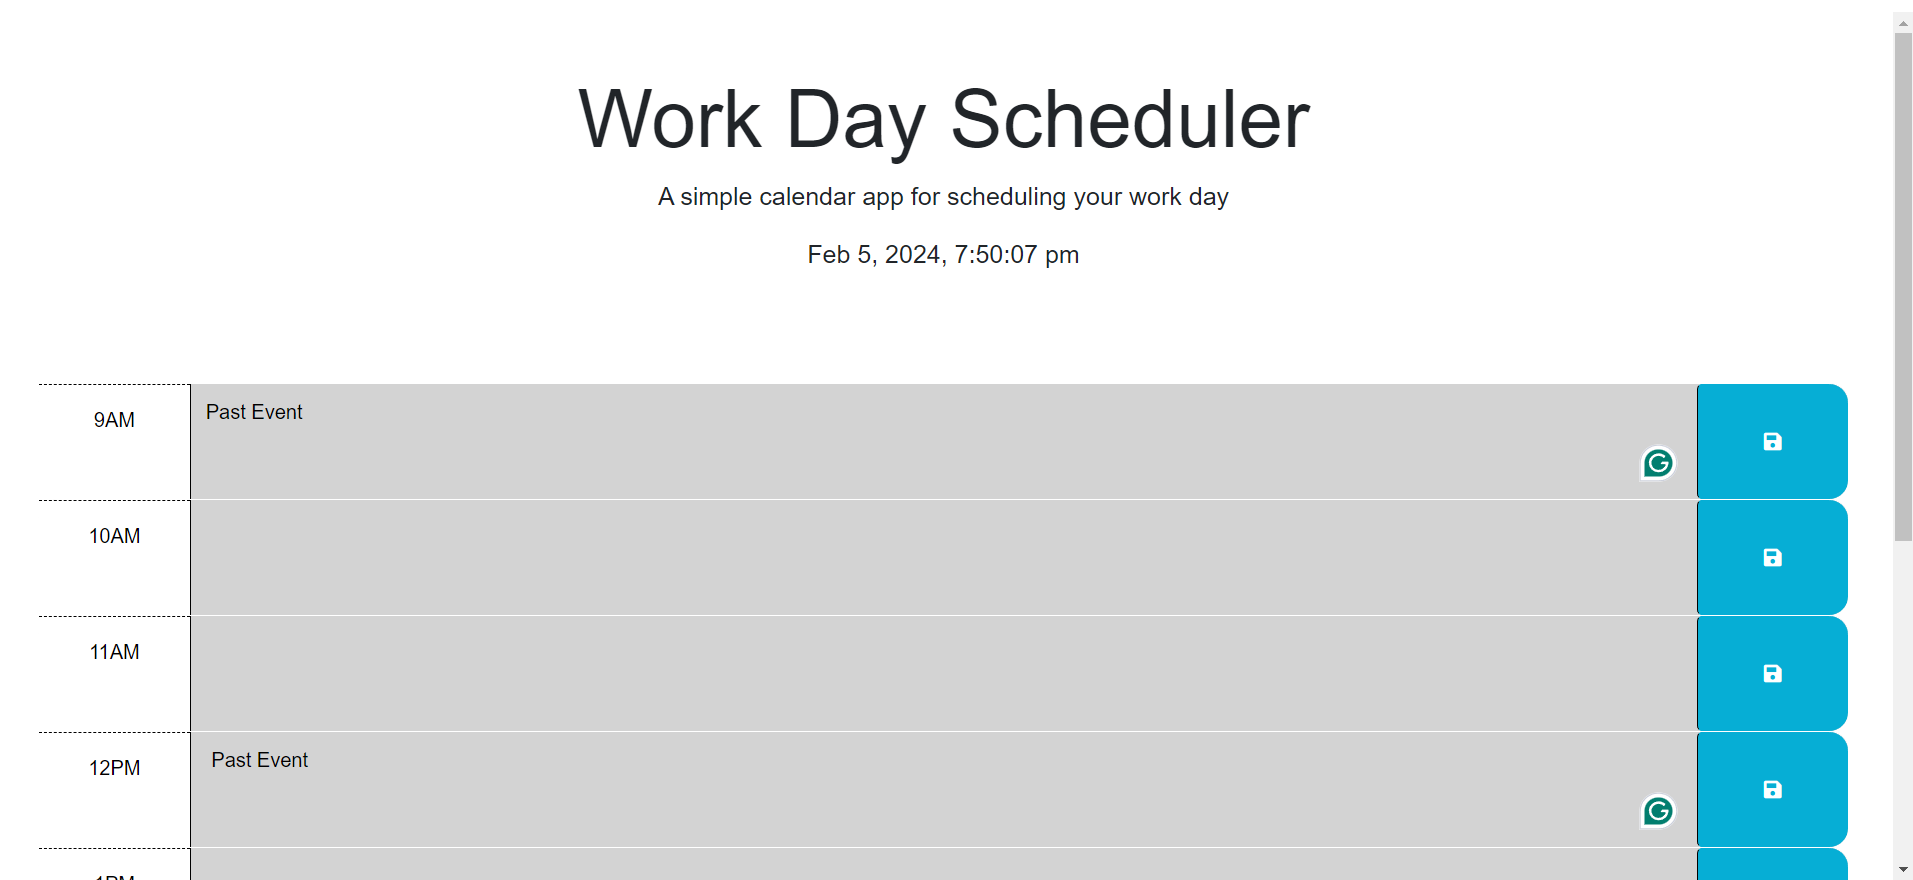 Work Day Scheduler
A simple calendar app for scheduling your work day
Feb 5, 2024, 7:50:07 pm
9AM
Past Event
10AM
11AM
12PM
Past Event
1PM